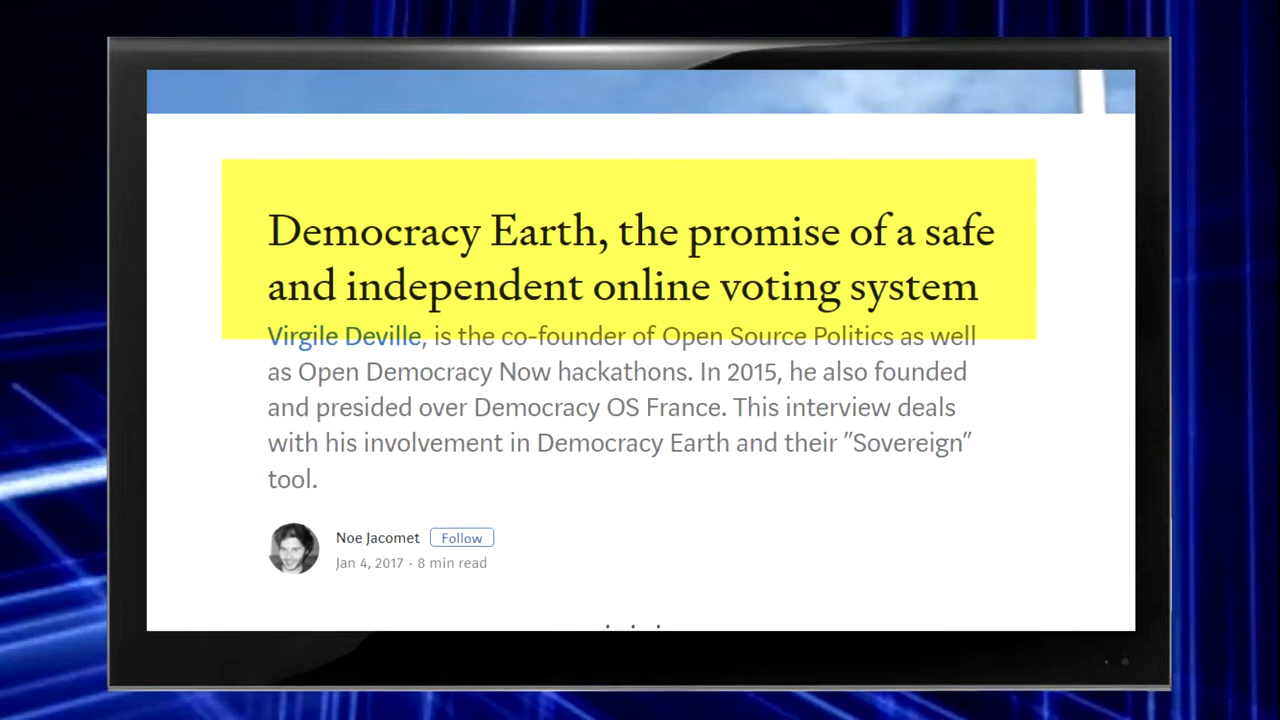 Democracy Earth, the promise of a safe
and independent online voting system
Virgile Deville, is the co-founder of Open Source Politics as well
as Open Democracy Now hackathons. In 2015, he also founded
and presided over Democracy OS France. This interview deals
with his involvement in Democracy Earth and their "Sovereign"
tool.
Noe Jacomet Follow
Jan 4, 2017 · 8 min read
. . .